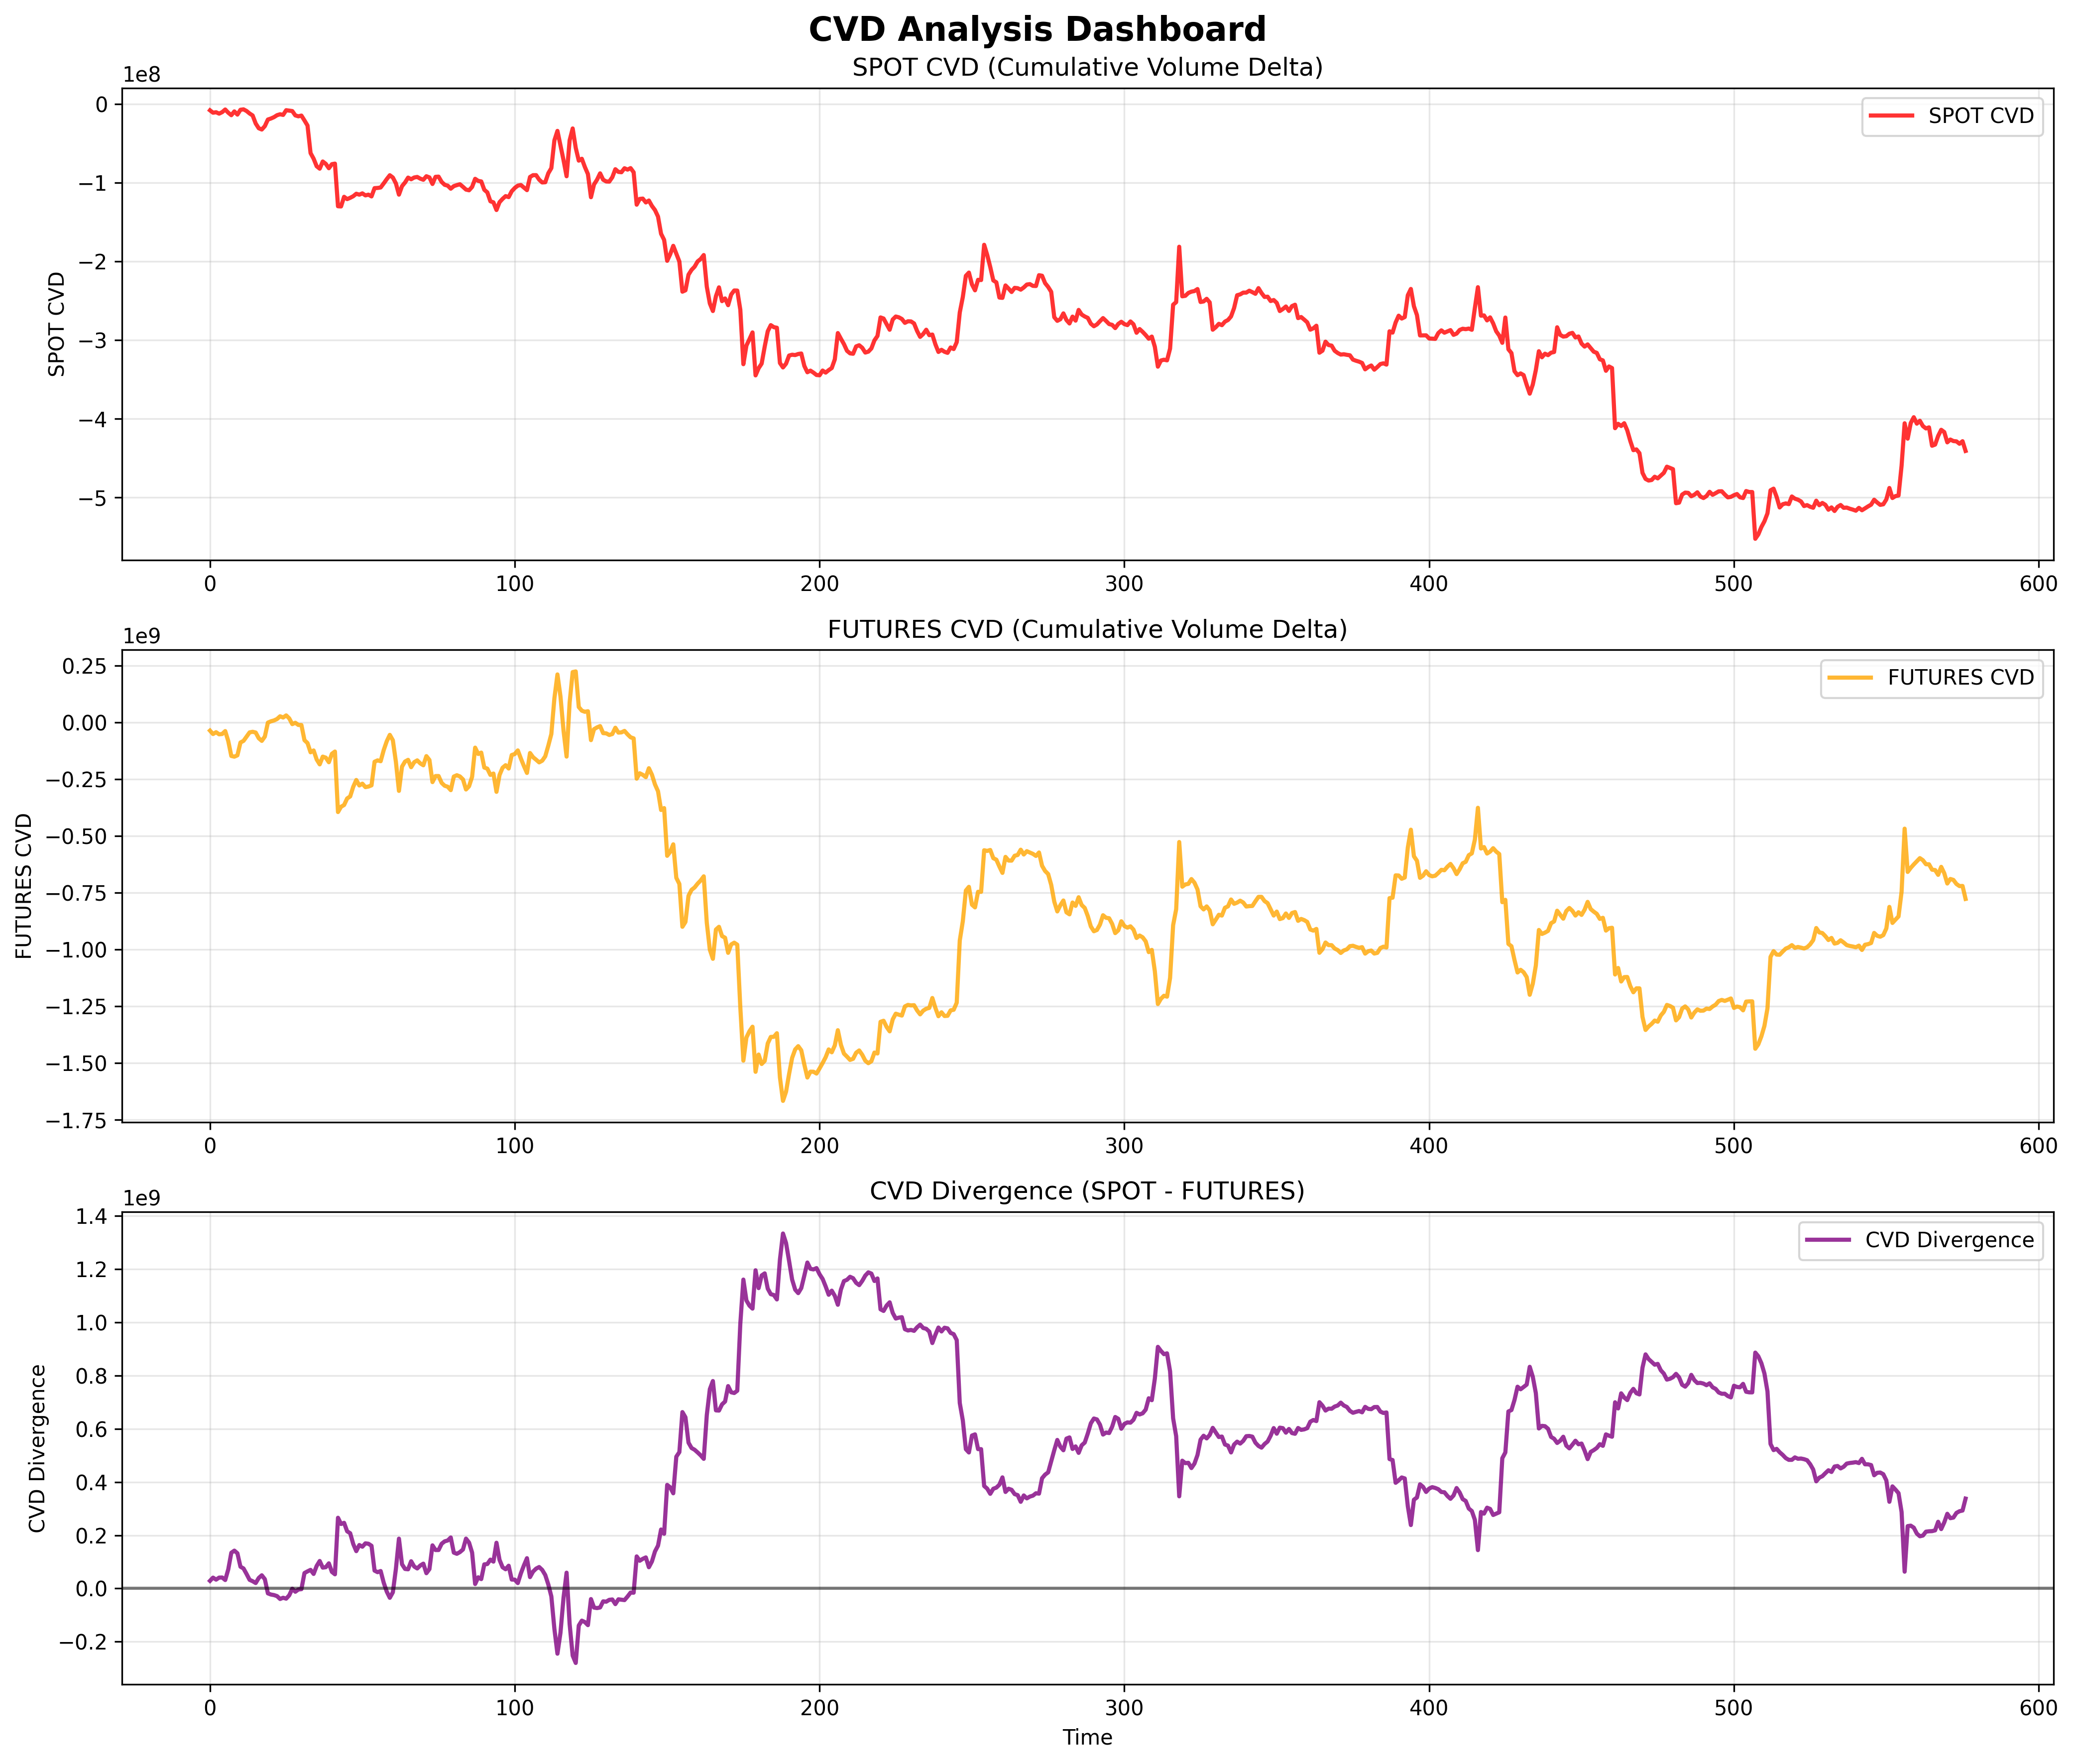 CVD Analysis Dashboard
SPOT CVD (Cumulative Volume Delta)
1e8
SPOT CVD
0
−1
−2
−3
−4
−5
SPOT CVD
0 100 200 300 400 500 600
FUTURES CVD (Cumulative Volume Delta)
1e9
FUTURES CVD
0.25
0.00
−0.25
−0.50
−0.75
−1.00
−1.25
−1.50
−1.75
FUTURES CVD
0 100 200 300 400 500 600
CVD Divergence (SPOT - FUTURES)
1e9
CVD Divergence
1.4
1.2
1.0
0.8
0.6
0.4
0.2
0.0
−0.2
CVD Divergence
0 100 200 300 400 500 600
Time